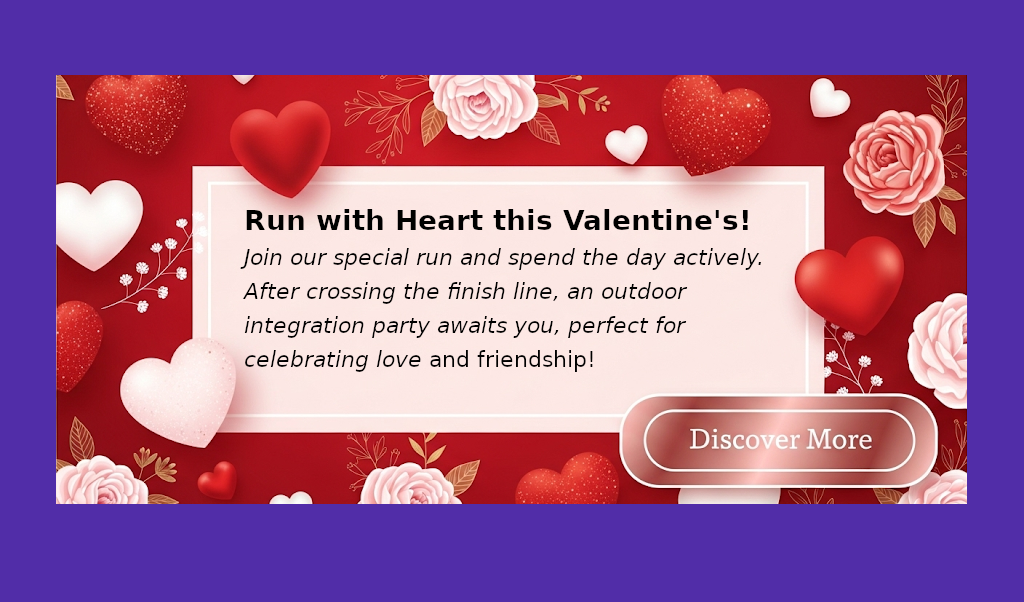 Run with Heart this Valentine's!
Join our special run and spend the day actively.
After crossing the finish line, an outdoor
integration party awaits you, perfect for
celebrating love and friendship!
Discover More